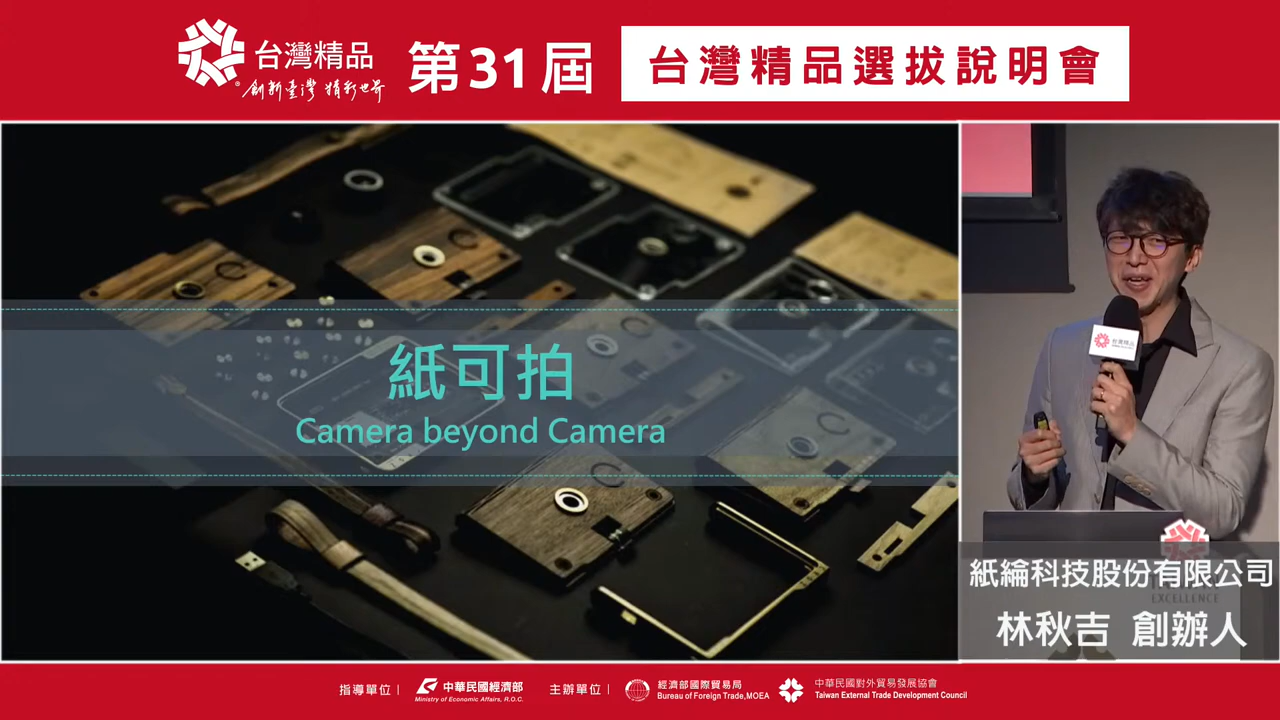 台灣精品
創新臺灣 精彩世界
第31屆
台灣精品選拔說明會
紙可拍
Camera beyond Camera
台灣精品
紙綸科技股份有限公司
EXCELLENCE
林秋吉 創辦人
指導單位 | 中華民國經濟部
Ministry of Economic Affairs, R.O.C.
主辦單位 | 經濟部國際貿易局
Bureau of Foreign Trade,MOEA
中華民國對外貿易發展協會
Taiwan External Trade Development Council